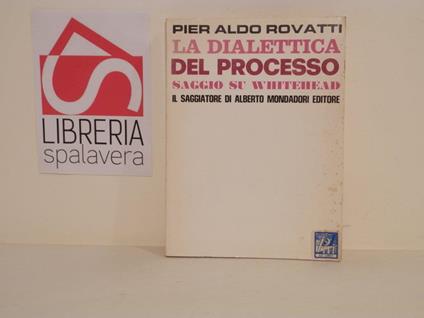 PIER ALDO ROVATTI
LA DIALETTICA
DEL PROCESSO
SAGGIO SU WHITEHEAD
IL SAGGIATORE DI ALBERTO MONDADORI EDITORE
LIBRERIA
spalavera